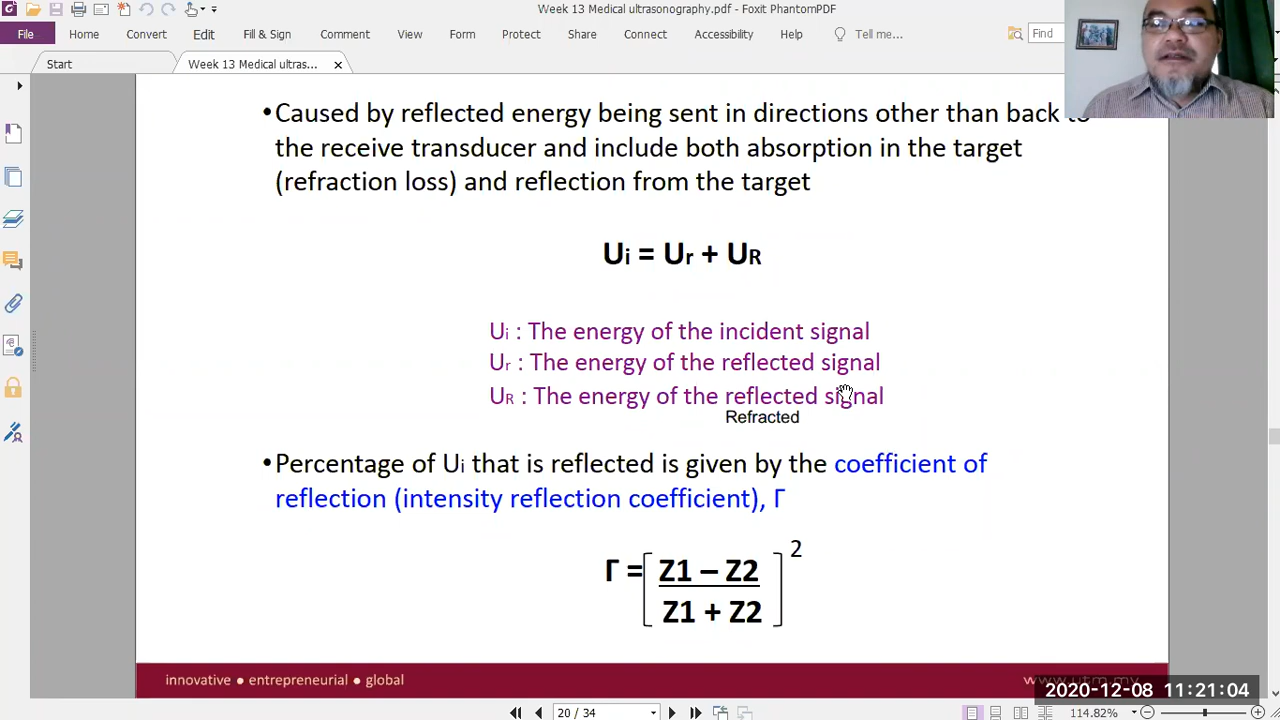 Week 13 Medical ultrasonography.pdf - Foxit PhantomPDF
File Home Convert Edit Fill & Sign Comment View Form Protect Share Connect Accessibility Help Tell me... Find
Start Week 13 Medical ultras...
•Caused by reflected energy being sent in directions other than back to
the receive transducer and include both absorption in the target
(refraction loss) and reflection from the target
Ui = Ur + UR
Ui : The energy of the incident signal
Ur : The energy of the reflected signal
UR : The energy of the reflected signal
Refracted
•Percentage of Ui that is reflected is given by the coefficient of
reflection (intensity reflection coefficient), Γ
2
Γ = Z1 – Z2
Z1 + Z2
innovative ● entrepreneurial ● global
www.utm.my
2020-12-08 11:21:04
20 / 34 114.82%